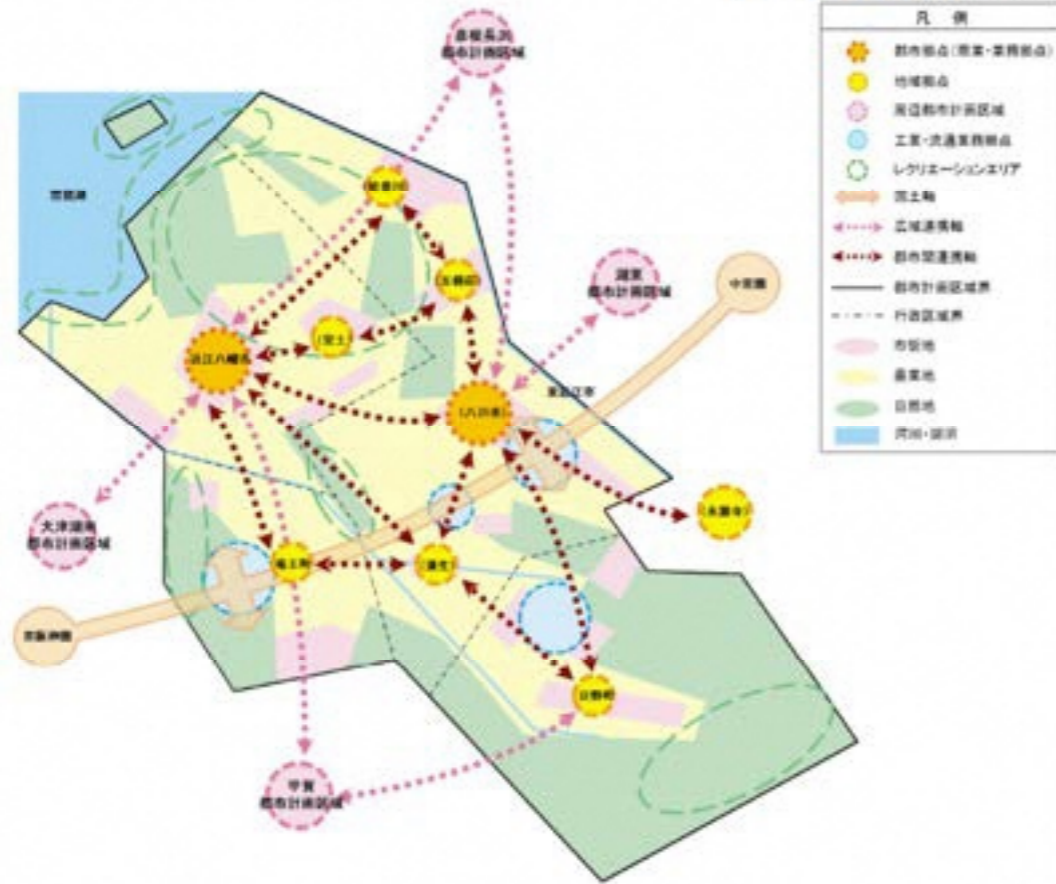 彦根長浜
都市計画区域
琵琶湖
能登川
(五個荘)
(安土)
湖東
都市計画区域
中京圏
近江八幡市
(八日市)
東近江市
大津湖南
都市計画区域
(永源寺)
竜王町
(蒲生)
京阪神圏
日野町
甲賀
都市計画区域
凡 例
都市拠点(商業・業務拠点)
地域拠点
周辺都市計画区域
工業・流通業務拠点
レクリエーションエリア
国土軸
広域連携軸
都市間連携軸
都市計画区域界
行政区域界
市街地
農業地
自然地
河川・湖沼